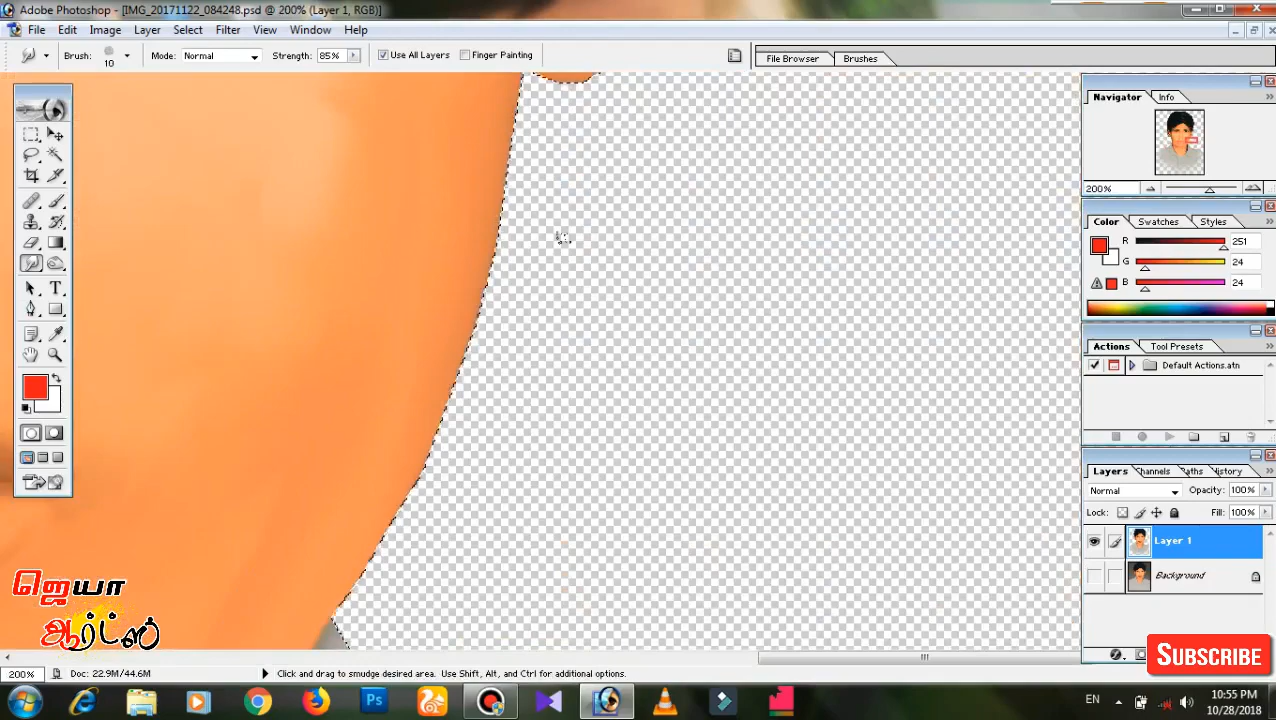 Adobe Photoshop - [IMG_20171122_084248.psd @ 200% (Layer 1, RGB)]
File Edit Image Layer Select Filter View Window Help
Brush: 10 Mode: Normal Strength: 85% Use All Layers Finger Painting File Browser Brushes
Navigator Info
200%
Color Swatches Styles
R 251
G 24
B 24
Actions Tool Presets
Default Actions.atn
Layers Channels Paths History
Normal Opacity: 100%
Lock: Fill: 100%
Layer 1
Background
ஜெயா
ஆர்ட்ஸ்
SUBSCRIBE
200% Doc: 22.9M/44.6M Click and drag to smudge desired area. Use Shift, Alt, and Ctrl for additional options.
Ps EN 10:55 PM
10/28/2018